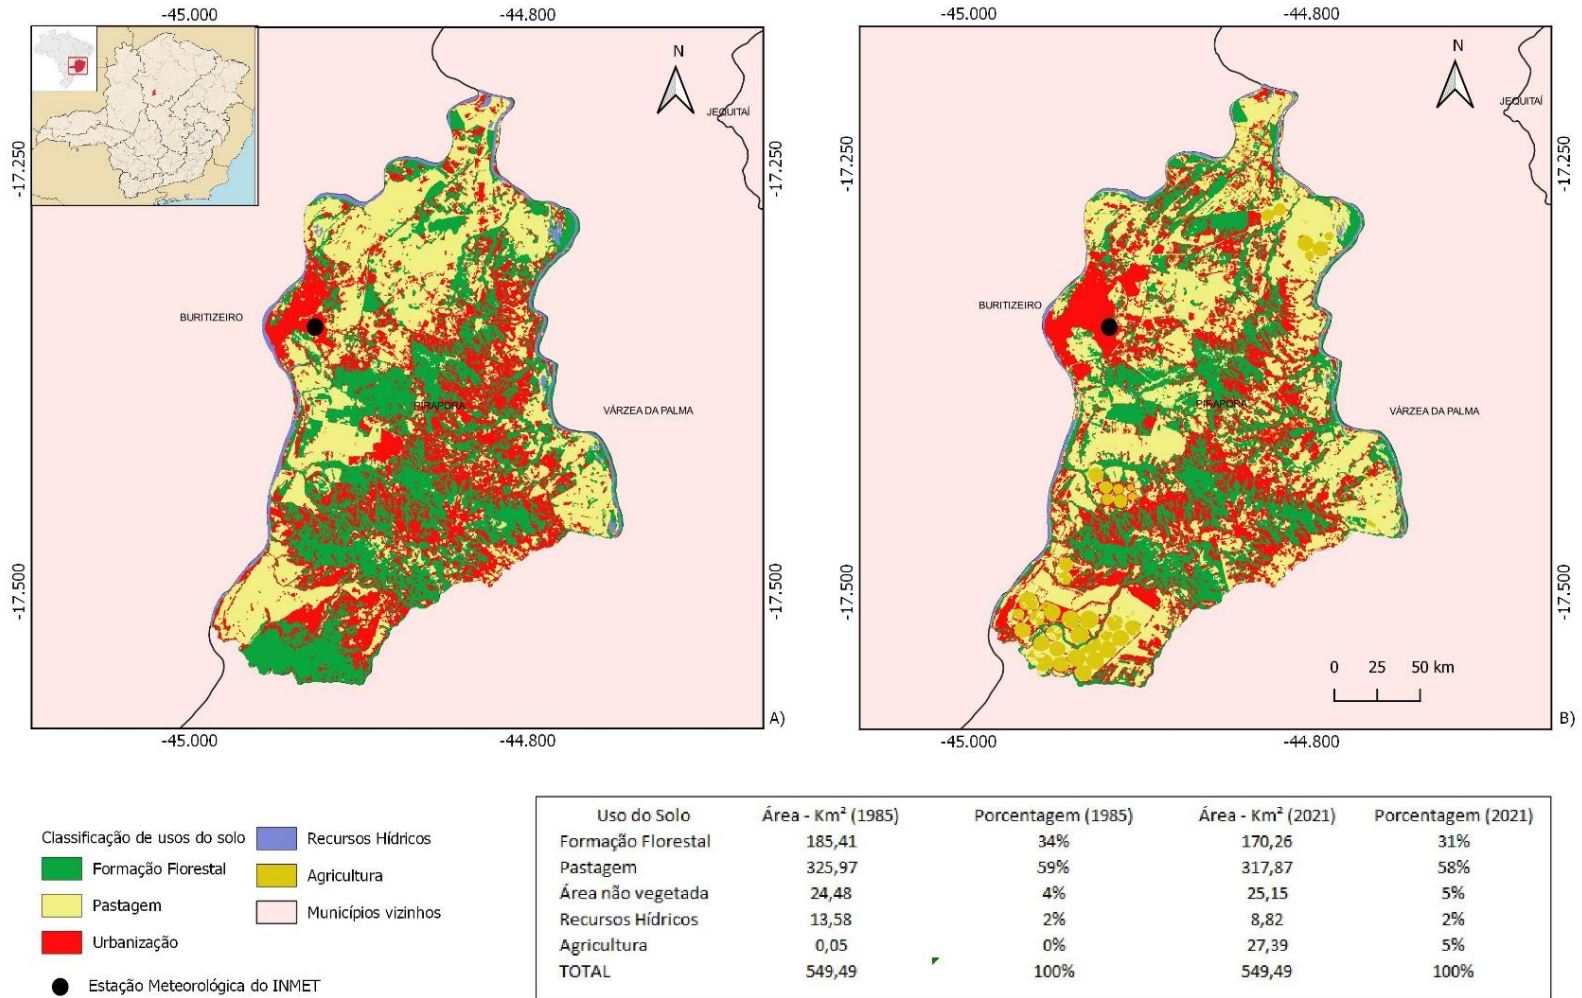 -45.000 -44.800
-45.000 -44.800
N
N
JEQUITAÍ
JEQUITAÍ
-17.250
-17.250
-17.250
-17.250
BURITIZEIRO
BURITIZEIRO
PIRAPORA
PIRAPORA
VÁRZEA DA PALMA
VÁRZEA DA PALMA
-17.500
-17.500
-17.500
-17.500
0 25 50 km
A)
B)
-45.000 -44.800
-45.000 -44.800
Classificação de usos do solo
Formação Florestal
Pastagem
Urbanização
Estação Meteorológica do INMET
Recursos Hídricos
Agricultura
Municípios vizinhos
Uso do Solo Área - Km² (1985) Porcentagem (1985) Área - Km² (2021) Porcentagem (2021)
Formação Florestal 185,41 34% 170,26 31%
Pastagem 325,97 59% 317,87 58%
Área não vegetada 24,48 4% 25,15 5%
Recursos Hídricos 13,58 2% 8,82 2%
Agricultura 0,05 0% 27,39 5%
TOTAL 549,49 100% 549,49 100%